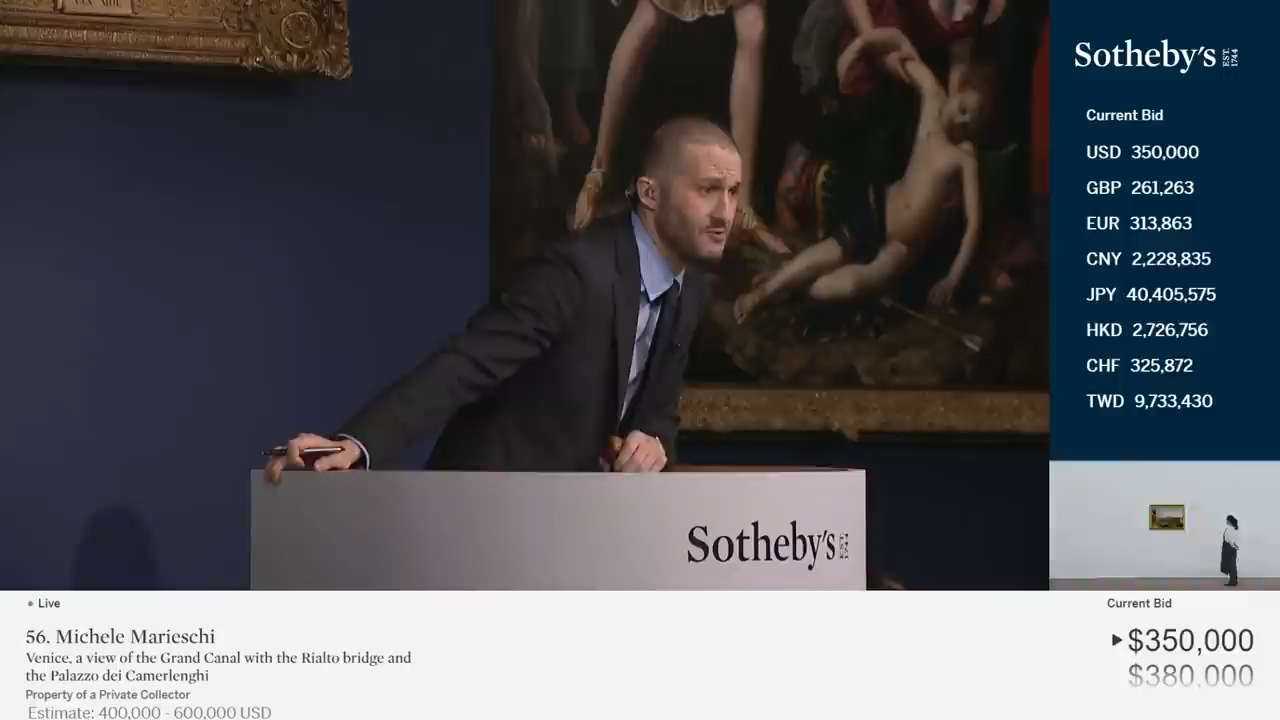 Sotheby's EST. 1744
Current Bid
USD 350,000
GBP 261,263
EUR 313,863
CNY 2,228,835
JPY 40,405,575
HKD 2,726,756
CHF 325,872
TWD 9,733,430
Sotheby's EST. 1744
Live
56. Michele Marieschi
Venice, a view of the Grand Canal with the Rialto bridge and
the Palazzo dei Camerlenghi
Property of a Private Collector
Estimate: 400,000 - 600,000 USD
Current Bid
$350,000
$380,000